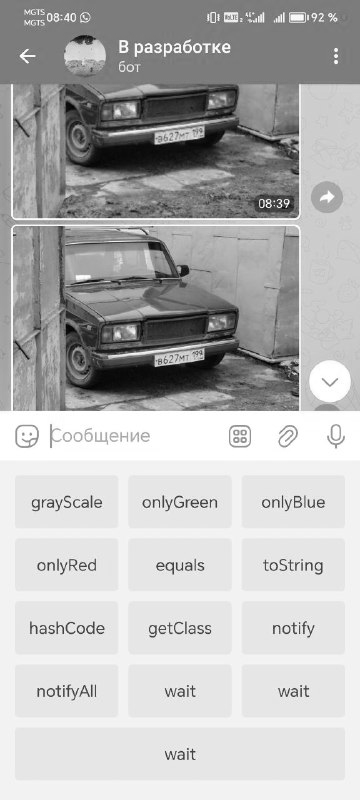 MGTS
MGTS 08:40 92 %
В разработке
бот
в627мт 199
08:39
в627мт 199
Сообщение
grayScale onlyGreen onlyBlue
onlyRed equals toString
hashCode getClass notify
notifyAll wait wait
wait